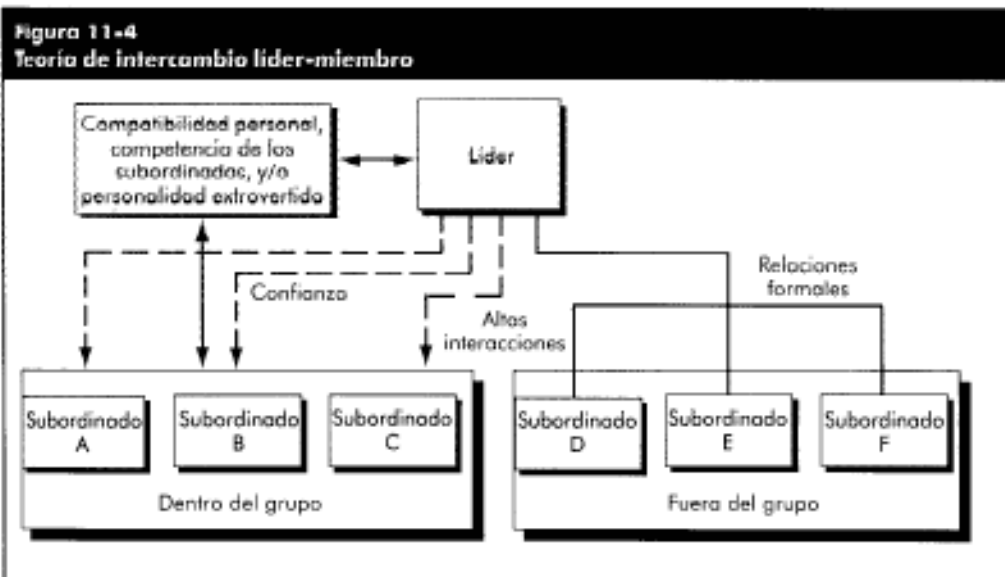 Figura 11-4
Teoría de intercambio líder-miembro
Compatibilidad personal,
competencia de los
subordinados, y/o
personalidad extrovertida
Líder
Relaciones
formales
Confianza
Altas
interacciones
Subordinado
A
Subordinado
B
Subordinado
C
Subordinado
D
Subordinado
E
Subordinado
F
Dentro del grupo
Fuera del grupo